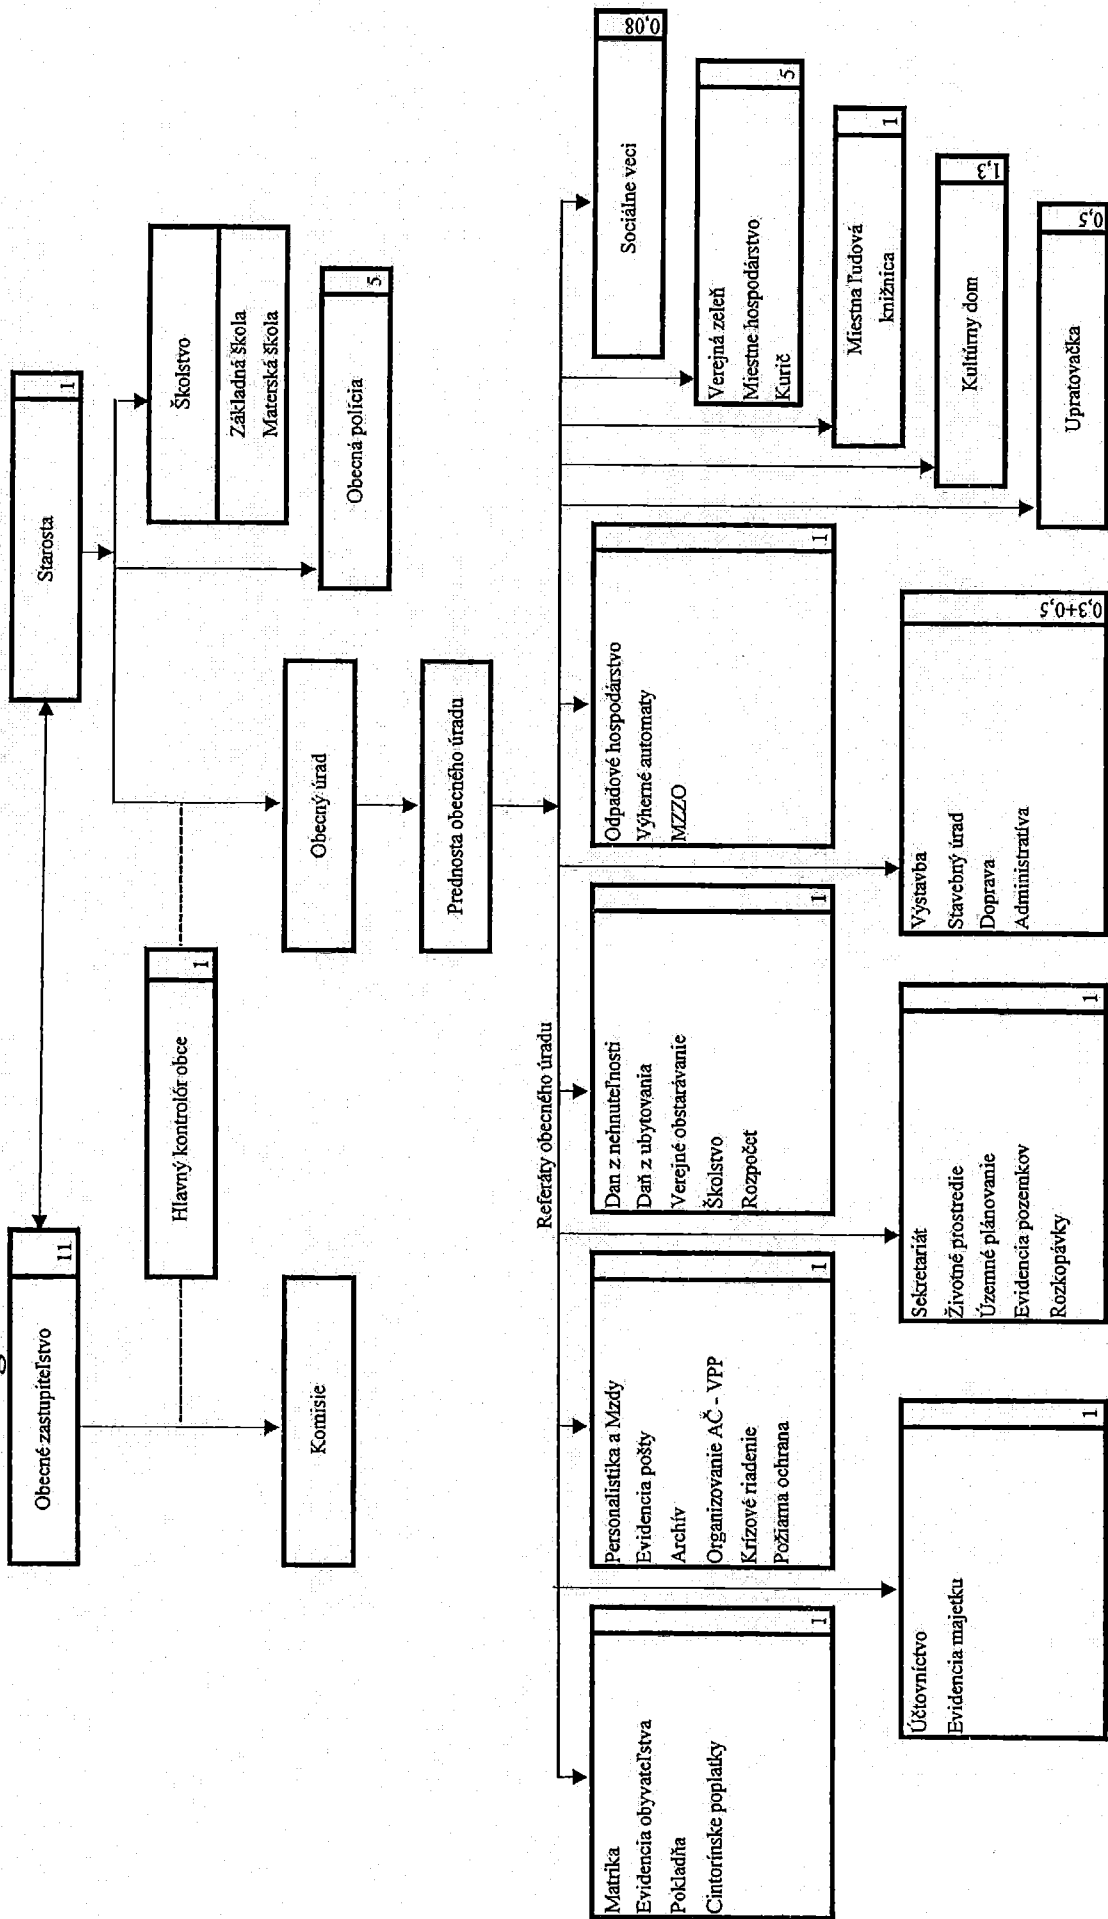 Obecné zastupiteľstvo
11
Starosta
1
Hlavný kontrolór obce
1
Školstvo
Základná škola
Materská škola
Komisie
Obecný úrad
Obecná polícia
5
Prednosta obecného úradu
Referáty obecného úradu
Matrika
Evidencia obyvateľstva
Pokladňa
Cintorínske poplatky
1
Personalistika a Mzdy
Evidencia pošty
Archív
Organizovanie AČ - VPP
Krízové riadenie
Požiarna ochrana
1
Dan z nehnuteľnosti
Daň z ubytovania
Verejné obstarávanie
Školstvo
Rozpočet
1
Odpadové hospodárstvo
Výherné automaty
MZZO
1
Sociálne veci
0,08
Verejná zeleň
Miestne hospodárstvo
Kurič
5
Miestna ľudová
knižnica
1
Kultúrny dom
1,3
Upratovačka
0,5
Účtovníctvo
Evidencia majetku
1
Sekretariát
Životné prostredie
Územné plánovanie
Evidencia pozemkov
Rozkopávky
1
Výstavba
Stavebný úrad
Doprava
Administratíva
0,3+0,5